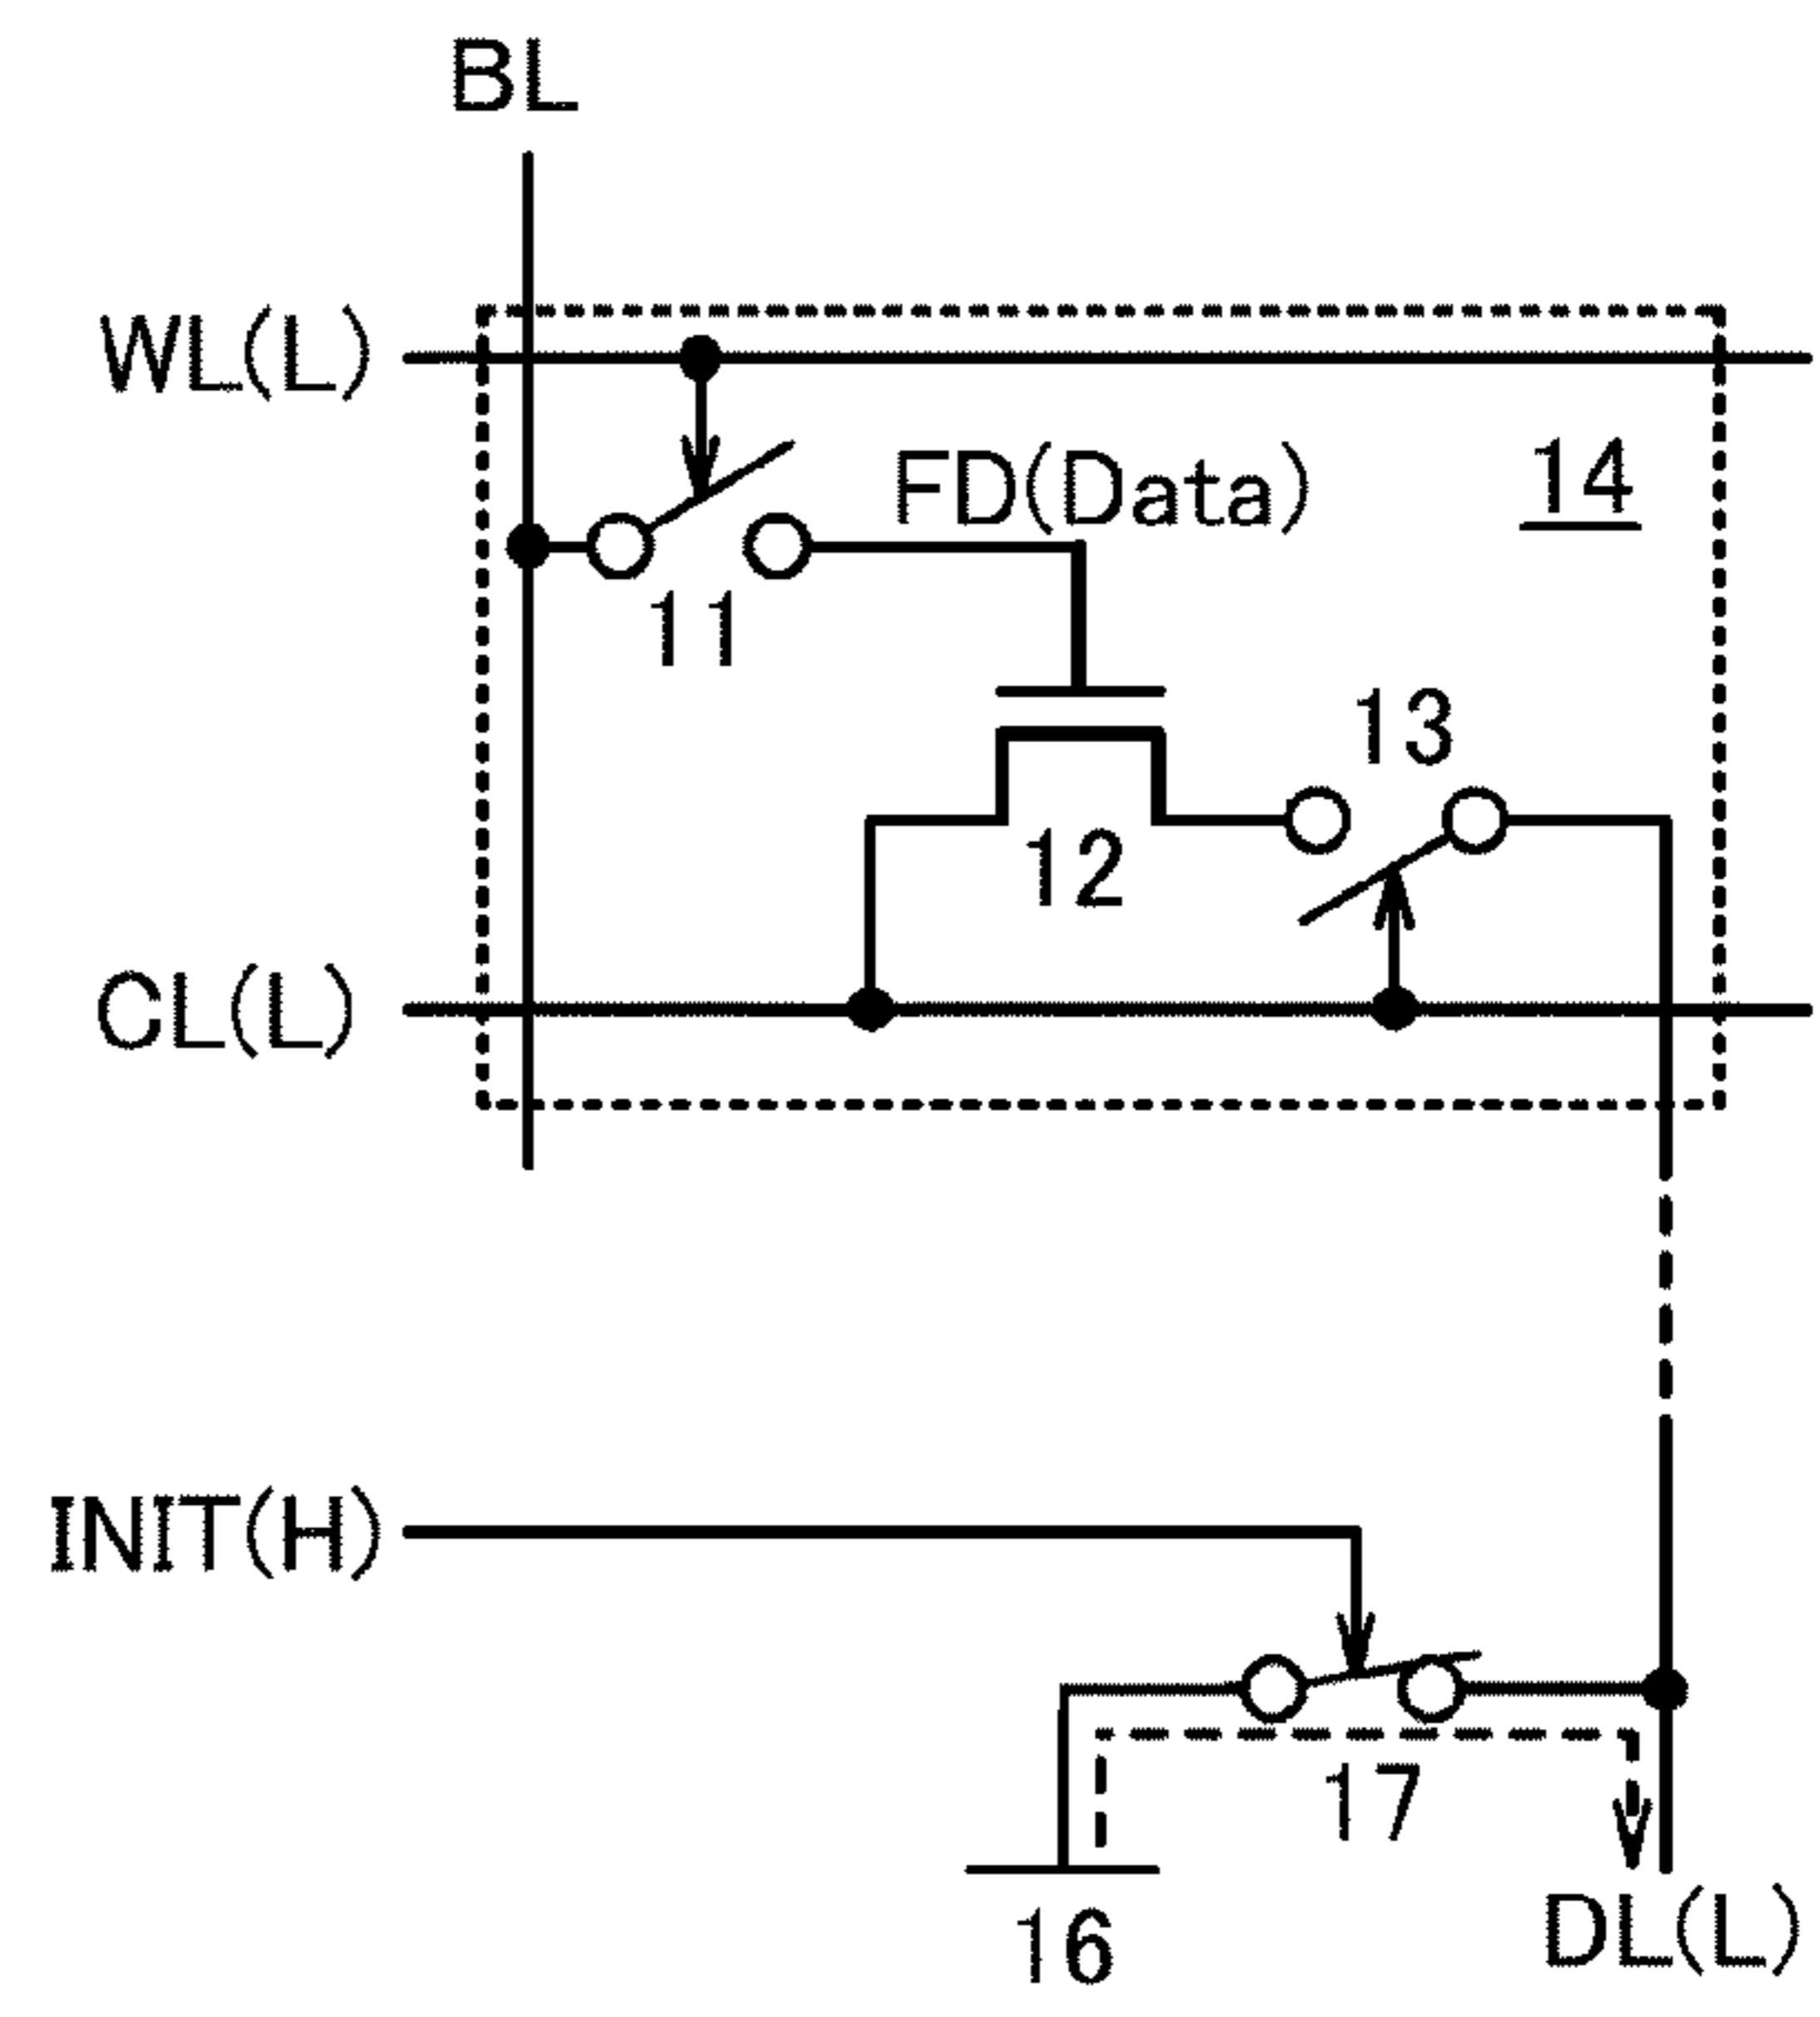 BL
WL(L)
FD(Data)
14
11
13
12
CL(L)
INIT(H)
17
16
DL(L)